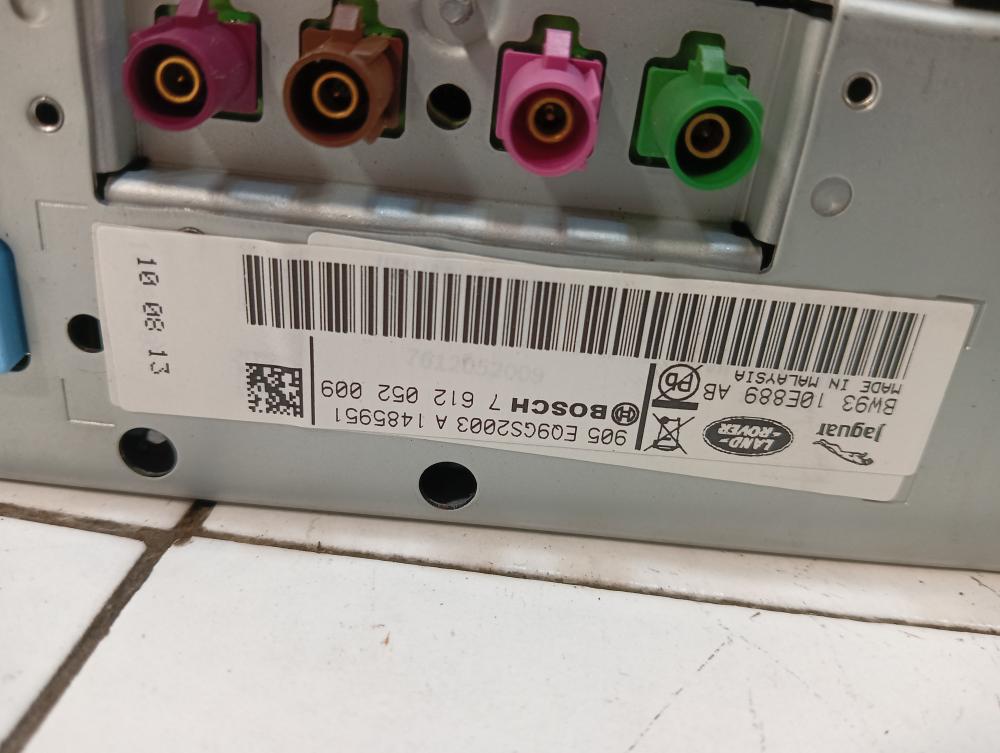 Jaguar
LAND-
ROVER
BW93 10E889 AB
MADE IN MALAYSIA
Pb
905 EQ9GS2003 A 1485951
BOSCH 7 612 052 009
7612052009
10 08 13